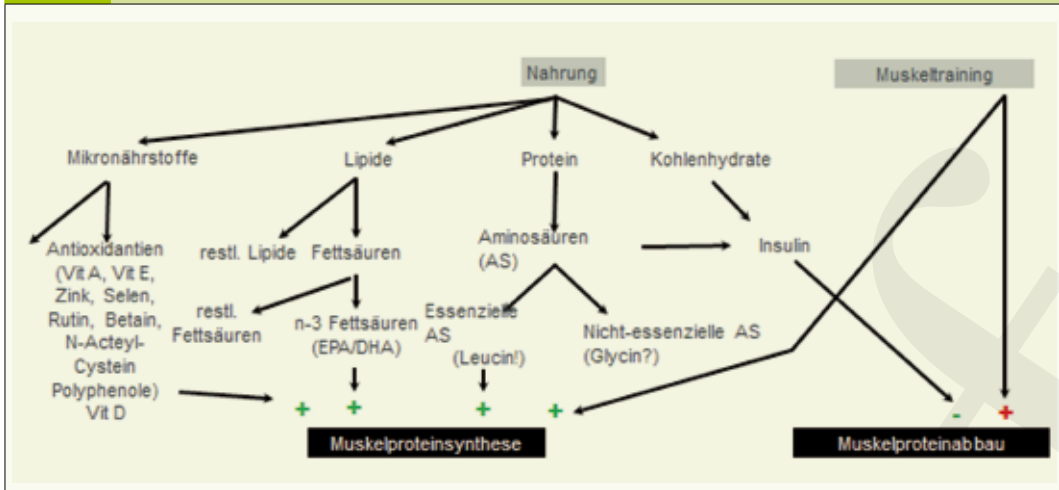 Nahrung
Muskeltraining
Mikronährstoffe
Lipide
Protein
Kohlenhydrate
Antioxidantien
(Vit A, Vit E,
Zink, Selen,
Rutin, Betain,
N-Acteyl-
Cystein
Polyphenole)
Vit D
restl. Lipide
Fettsäuren
Aminosäuren
(AS)
Insulin
restl.
Fettsäuren
n-3 Fettsäuren
(EPA/DHA)
Essenzielle
AS
(Leucin!)
Nicht-essenzielle AS
(Glycin?)
+ + + +
- +
Muskelproteinsynthese
Muskelproteinabbau